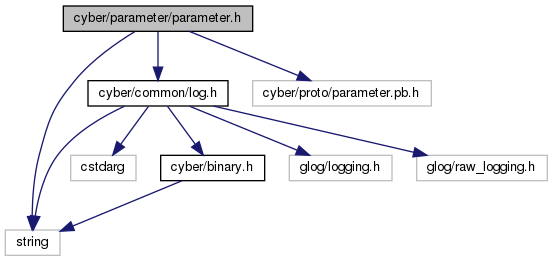 cyber/parameter/parameter.h
cyber/common/log.h
cyber/proto/parameter.pb.h
cstdarg
cyber/binary.h
glog/logging.h
glog/raw_logging.h
string